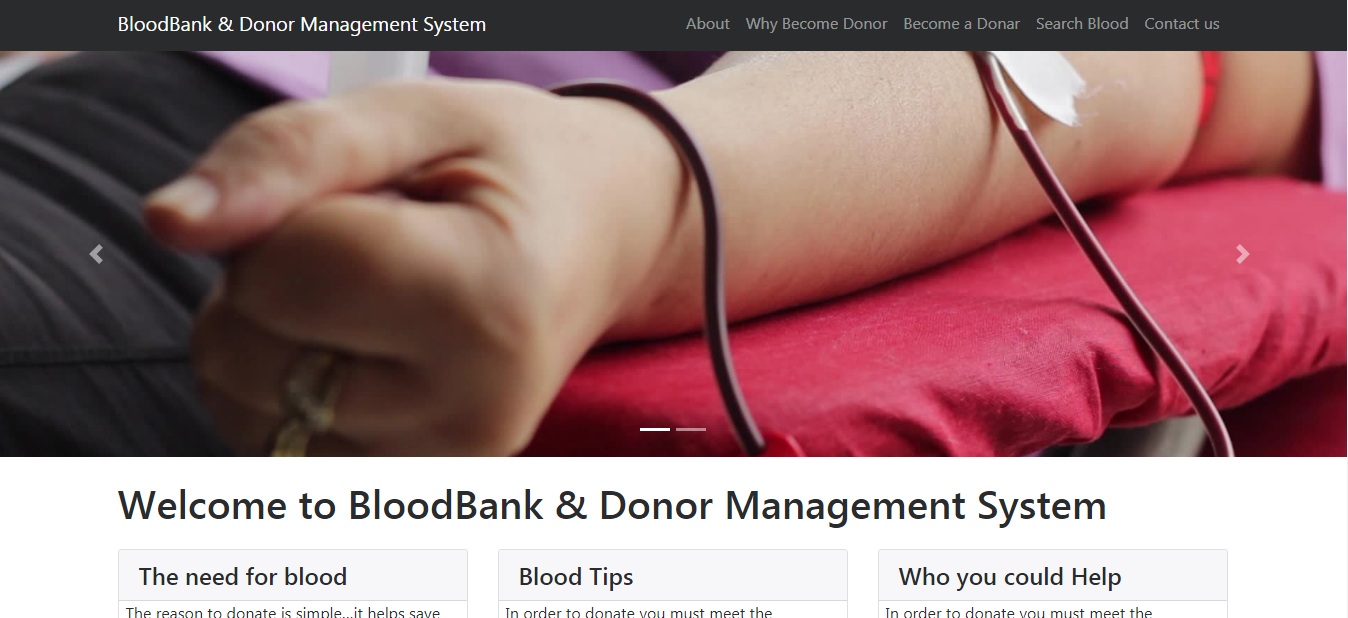 BloodBank & Donor Management System
About Why Become Donor Become a Donar Search Blood Contact us
Welcome to BloodBank & Donor Management System
The need for blood
The reason to donate is simple...it helps save
Blood Tips
In order to donate you must meet the
Who you could Help
In order to donate you must meet the